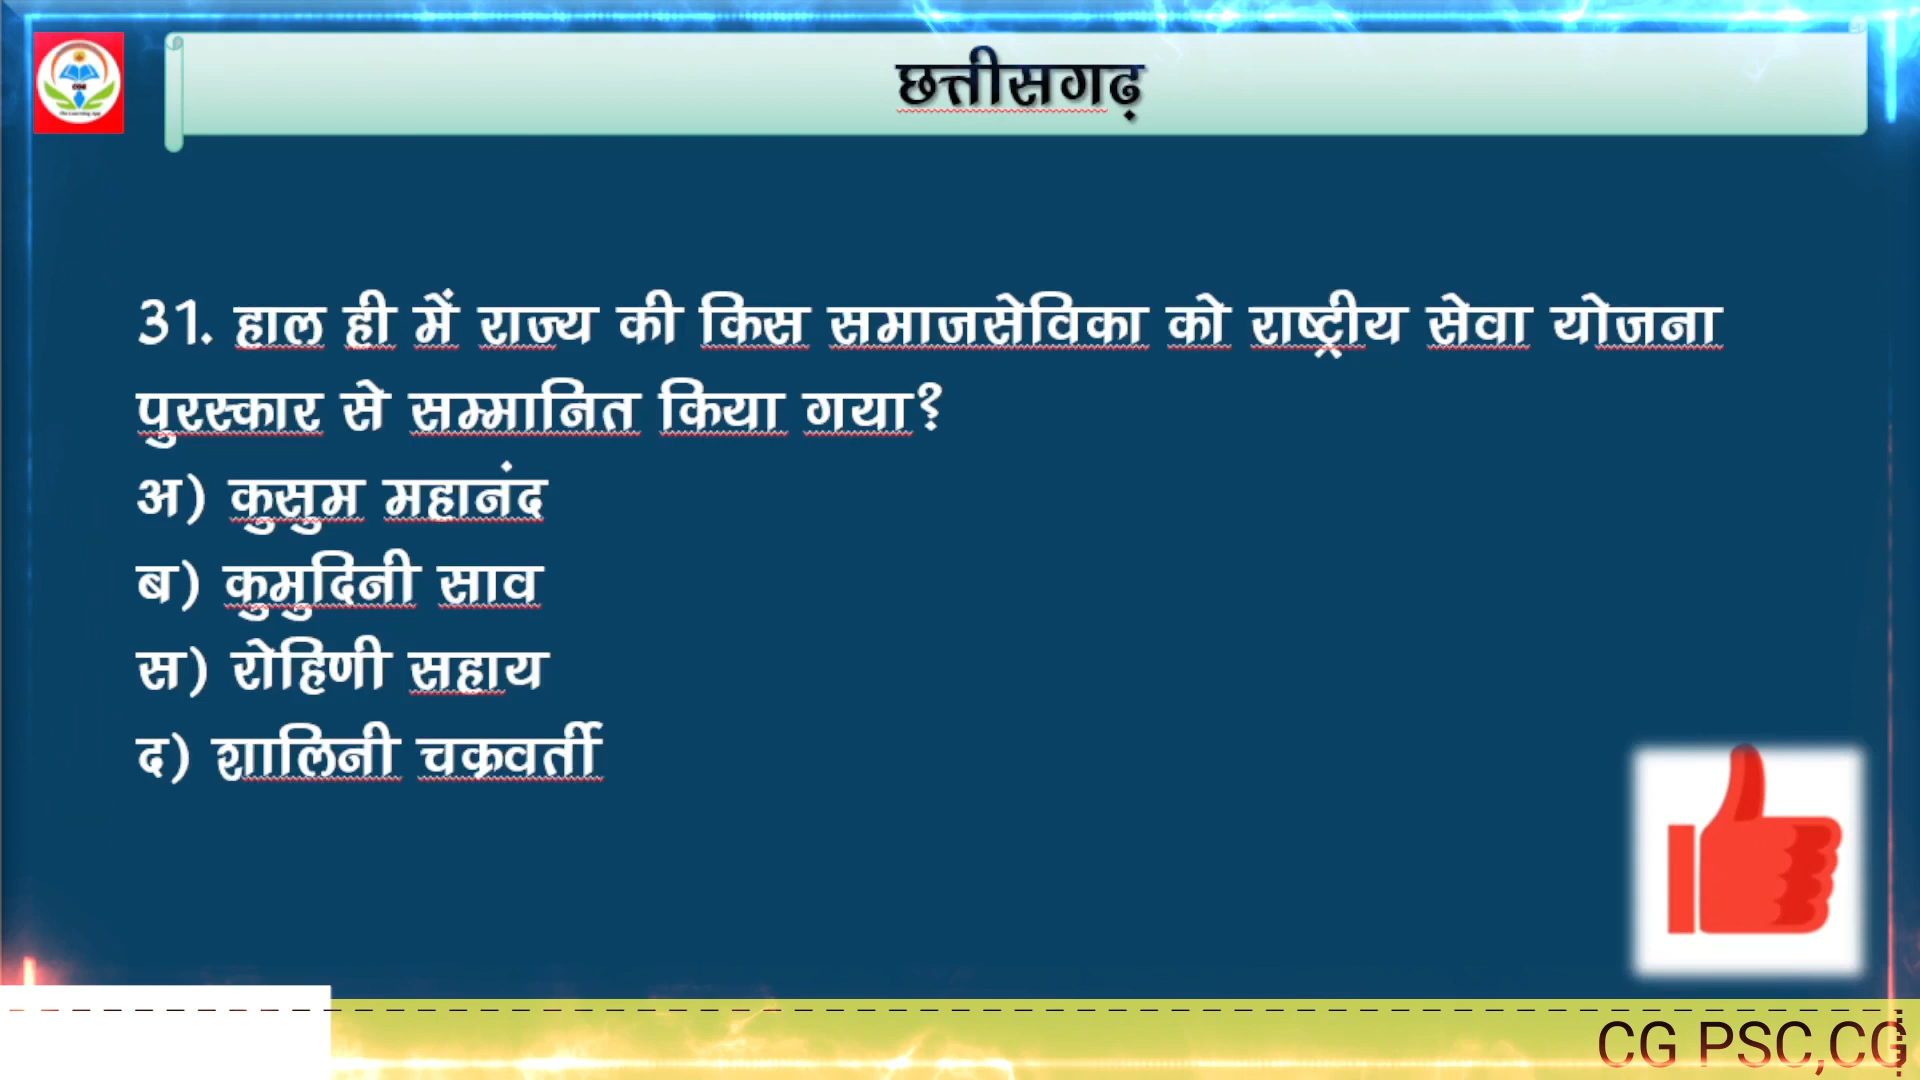 छत्तीसगढ़
31. हाल ही में राज्य की किस समाजसेविका को राष्ट्रीय सेवा योजना
पुरस्कार से सम्मानित किया गया?
अ) कुसुम महानंद
ब) कुमुदिनी साव
स) रोहिणी सहाय
द) शालिनी चक्रवर्ती
CG PSC,CG